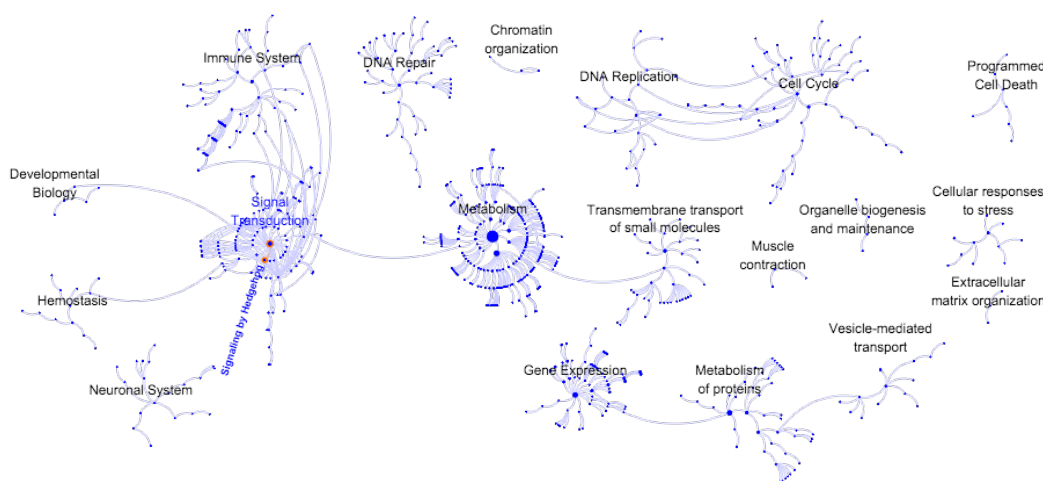 Immune System
DNA Repair
Chromatin
organization
DNA Replication
Cell Cycle
Programmed
Cell Death
Developmental
Biology
Signal
Transduction
Metabolism
Transmembrane transport
of small molecules
Organelle biogenesis
and maintenance
Cellular responses
to stress
Muscle
contraction
Hemostasis
Signaling by Hedgehog
Extracellular
matrix organization
Vesicle-mediated
transport
Neuronal System
Gene Expression
Metabolism
of proteins